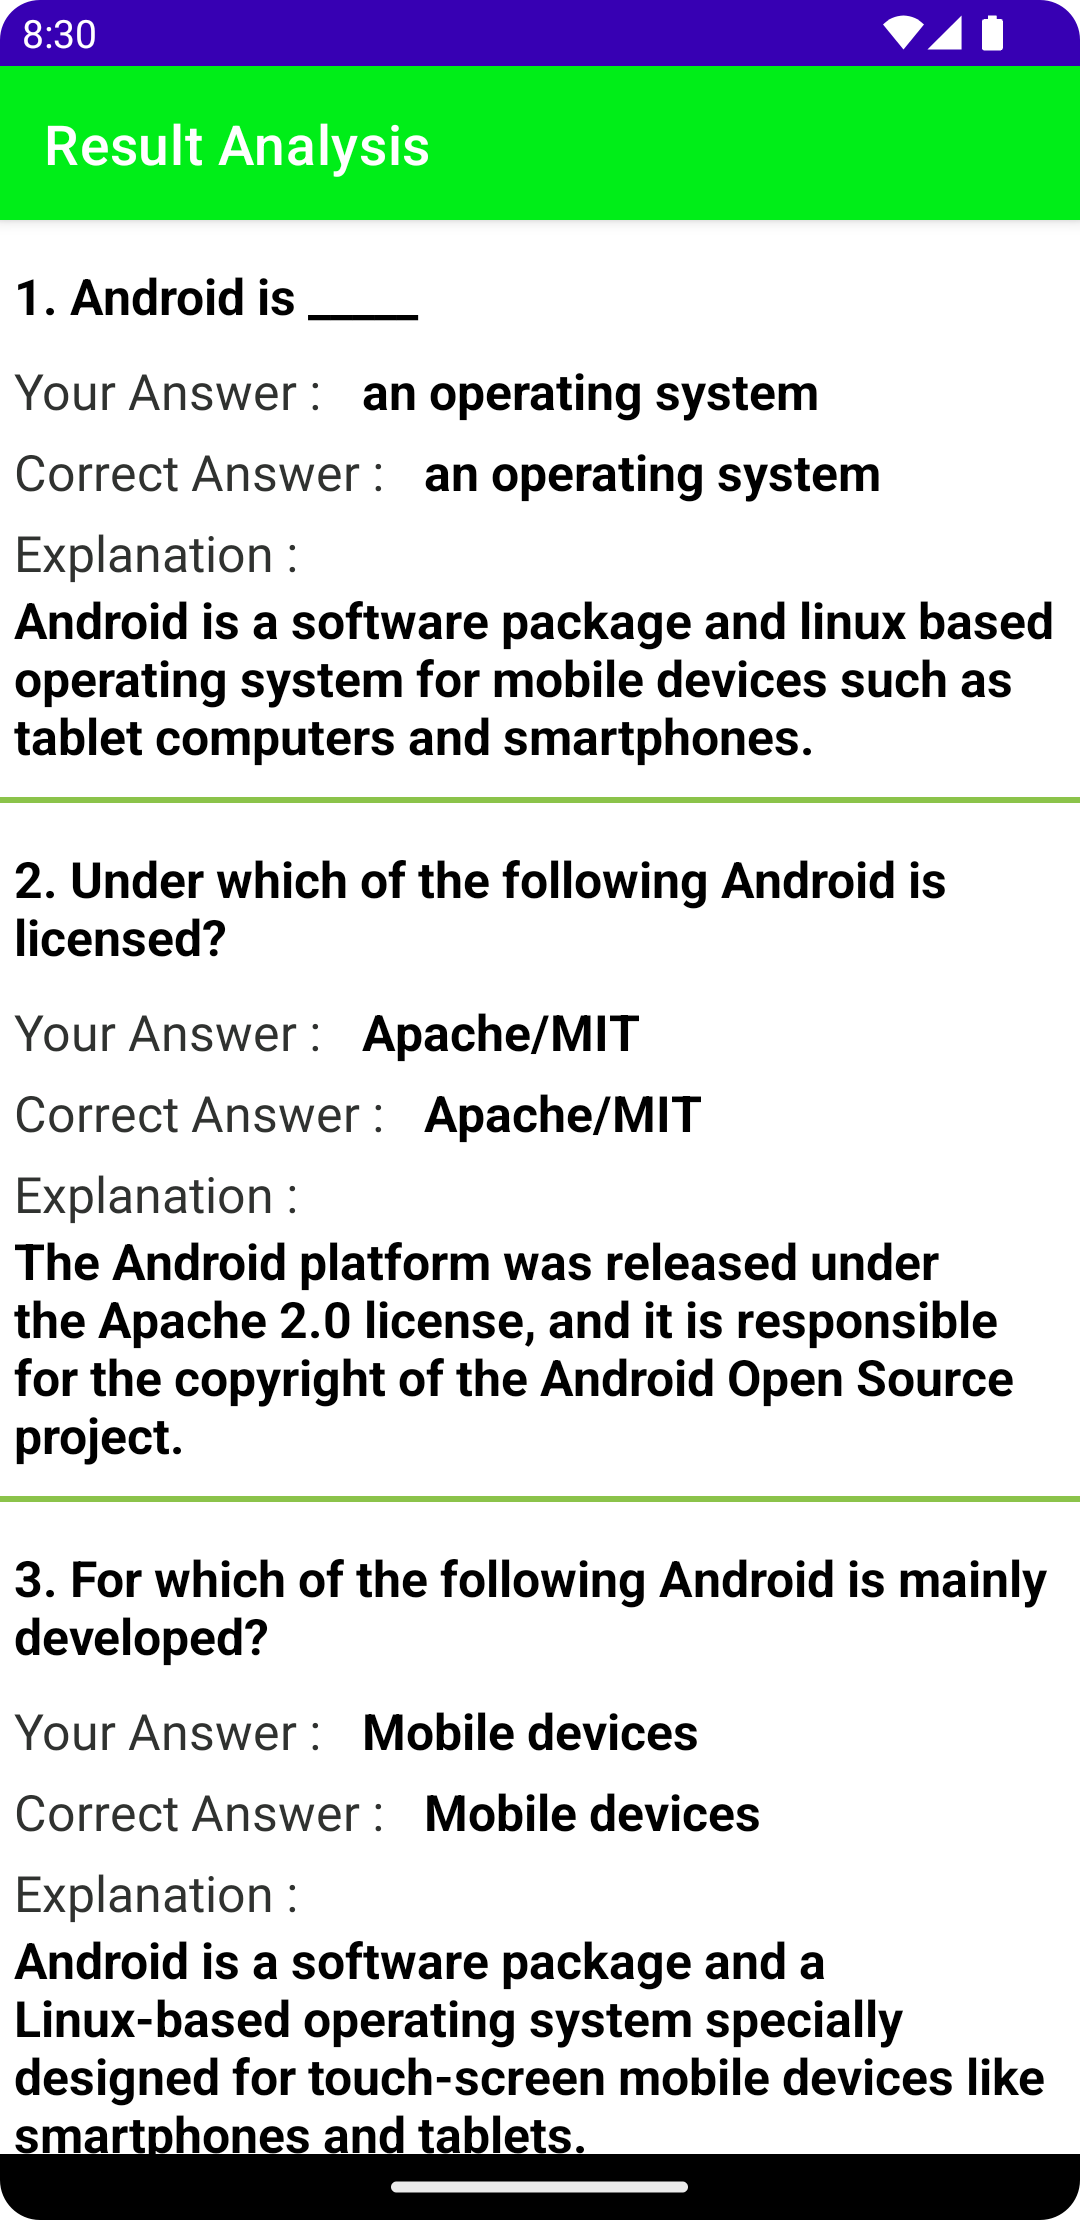 8:30
Result Analysis
1. Android is _____
Your Answer : an operating system
Correct Answer : an operating system
Explanation :
Android is a software package and linux based
operating system for mobile devices such as
tablet computers and smartphones.
2. Under which of the following Android is
licensed?
Your Answer : Apache/MIT
Correct Answer : Apache/MIT
Explanation :
The Android platform was released under
the Apache 2.0 license, and it is responsible
for the copyright of the Android Open Source
project.
3. For which of the following Android is mainly
developed?
Your Answer : Mobile devices
Correct Answer : Mobile devices
Explanation :
Android is a software package and a
Linux-based operating system specially
designed for touch-screen mobile devices like
smartphones and tablets.